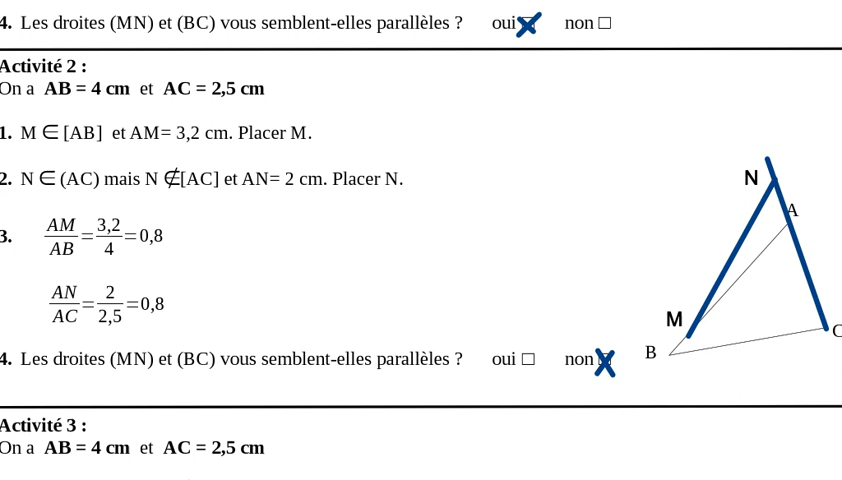 4. Les droites (MN) et (BC) vous semblent-elles parallèles ? oui ☒ non □
Activité 2 :
On a AB = 4 cm et AC = 2,5 cm
1. M ∈ [AB] et AM= 3,2 cm. Placer M.
2. N ∈ (AC) mais N ∉[AC] et AN= 2 cm. Placer N.
3. AM/AB = 3,2/4 = 0,8
AN/AC = 2/2,5 = 0,8
N
A
M
B
C
4. Les droites (MN) et (BC) vous semblent-elles parallèles ? oui □ non ☒
Activité 3 :
On a AB = 4 cm et AC = 2,5 cm